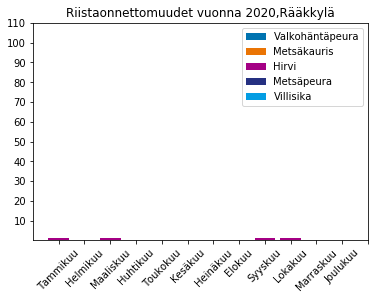 Riistaonnettomuudet vuonna 2020,Rääkkylä
110
100
90
80
70
60
50
40
30
20
10
Valkohäntäpeura
Metsäkauris
Hirvi
Metsäpeura
Villisika
Tammikuu
Helmikuu
Maaliskuu
Huhtikuu
Toukokuu
Kesäkuu
Heinäkuu
Elokuu
Syyskuu
Lokakuu
Marraskuu
Joulukuu